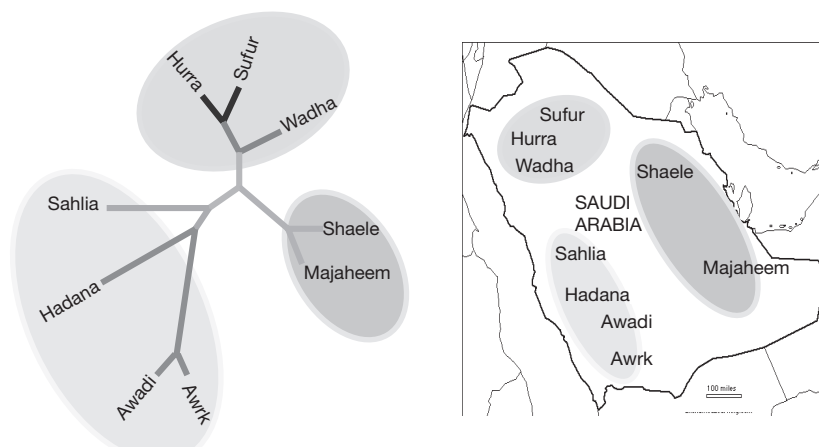 Hurra
Sufur
Wadha
Sahlia
Shaele
Hadana
Majaheem
Awadi
Awrk
Sufur
Hurra
Wadha
Shaele
SAUDI
ARABIA
Sahlia
Majaheem
Hadana
Awadi
Awrk
100 miles